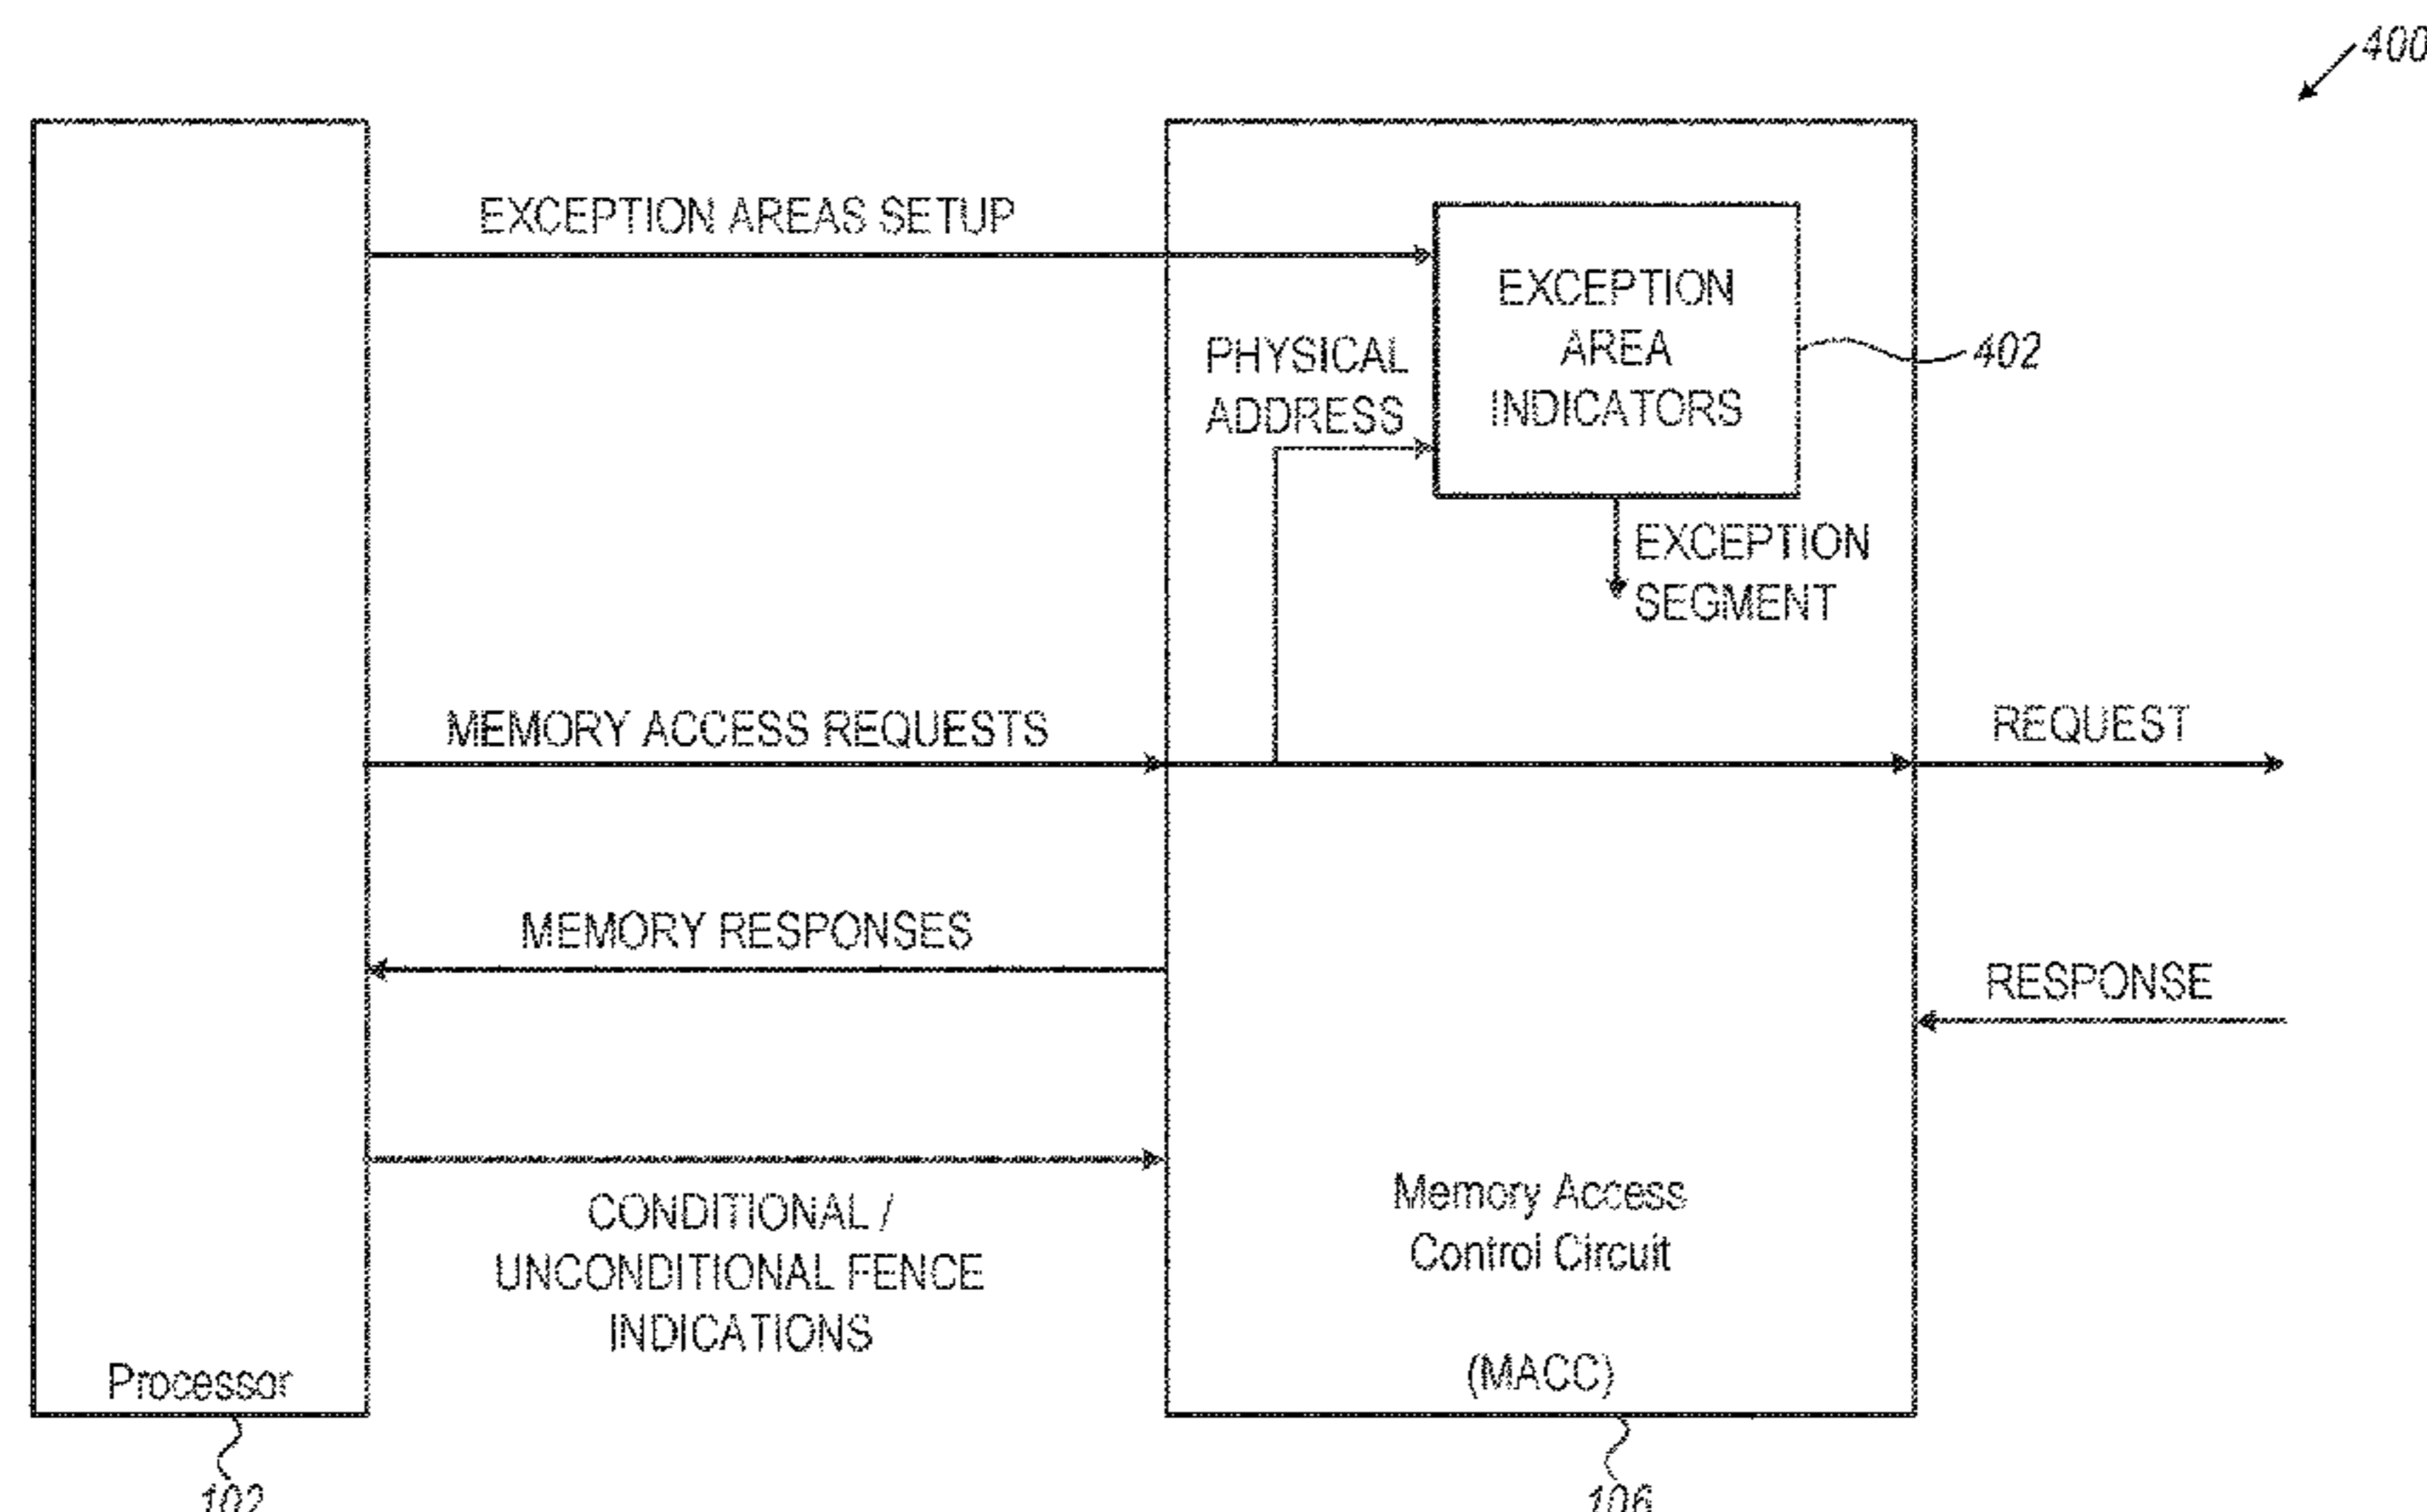 400
EXCEPTION AREAS SETUP
EXCEPTION
AREA
INDICATORS
402
PHYSICAL
ADDRESS
EXCEPTION
SEGMENT
MEMORY ACCESS REQUESTS
REQUEST
MEMORY RESPONSES
RESPONSE
CONDITIONAL /
UNCONDITIONAL FENCE
INDICATIONS
Memory Access
Control Circuit
(MACC)
Processor
102
106